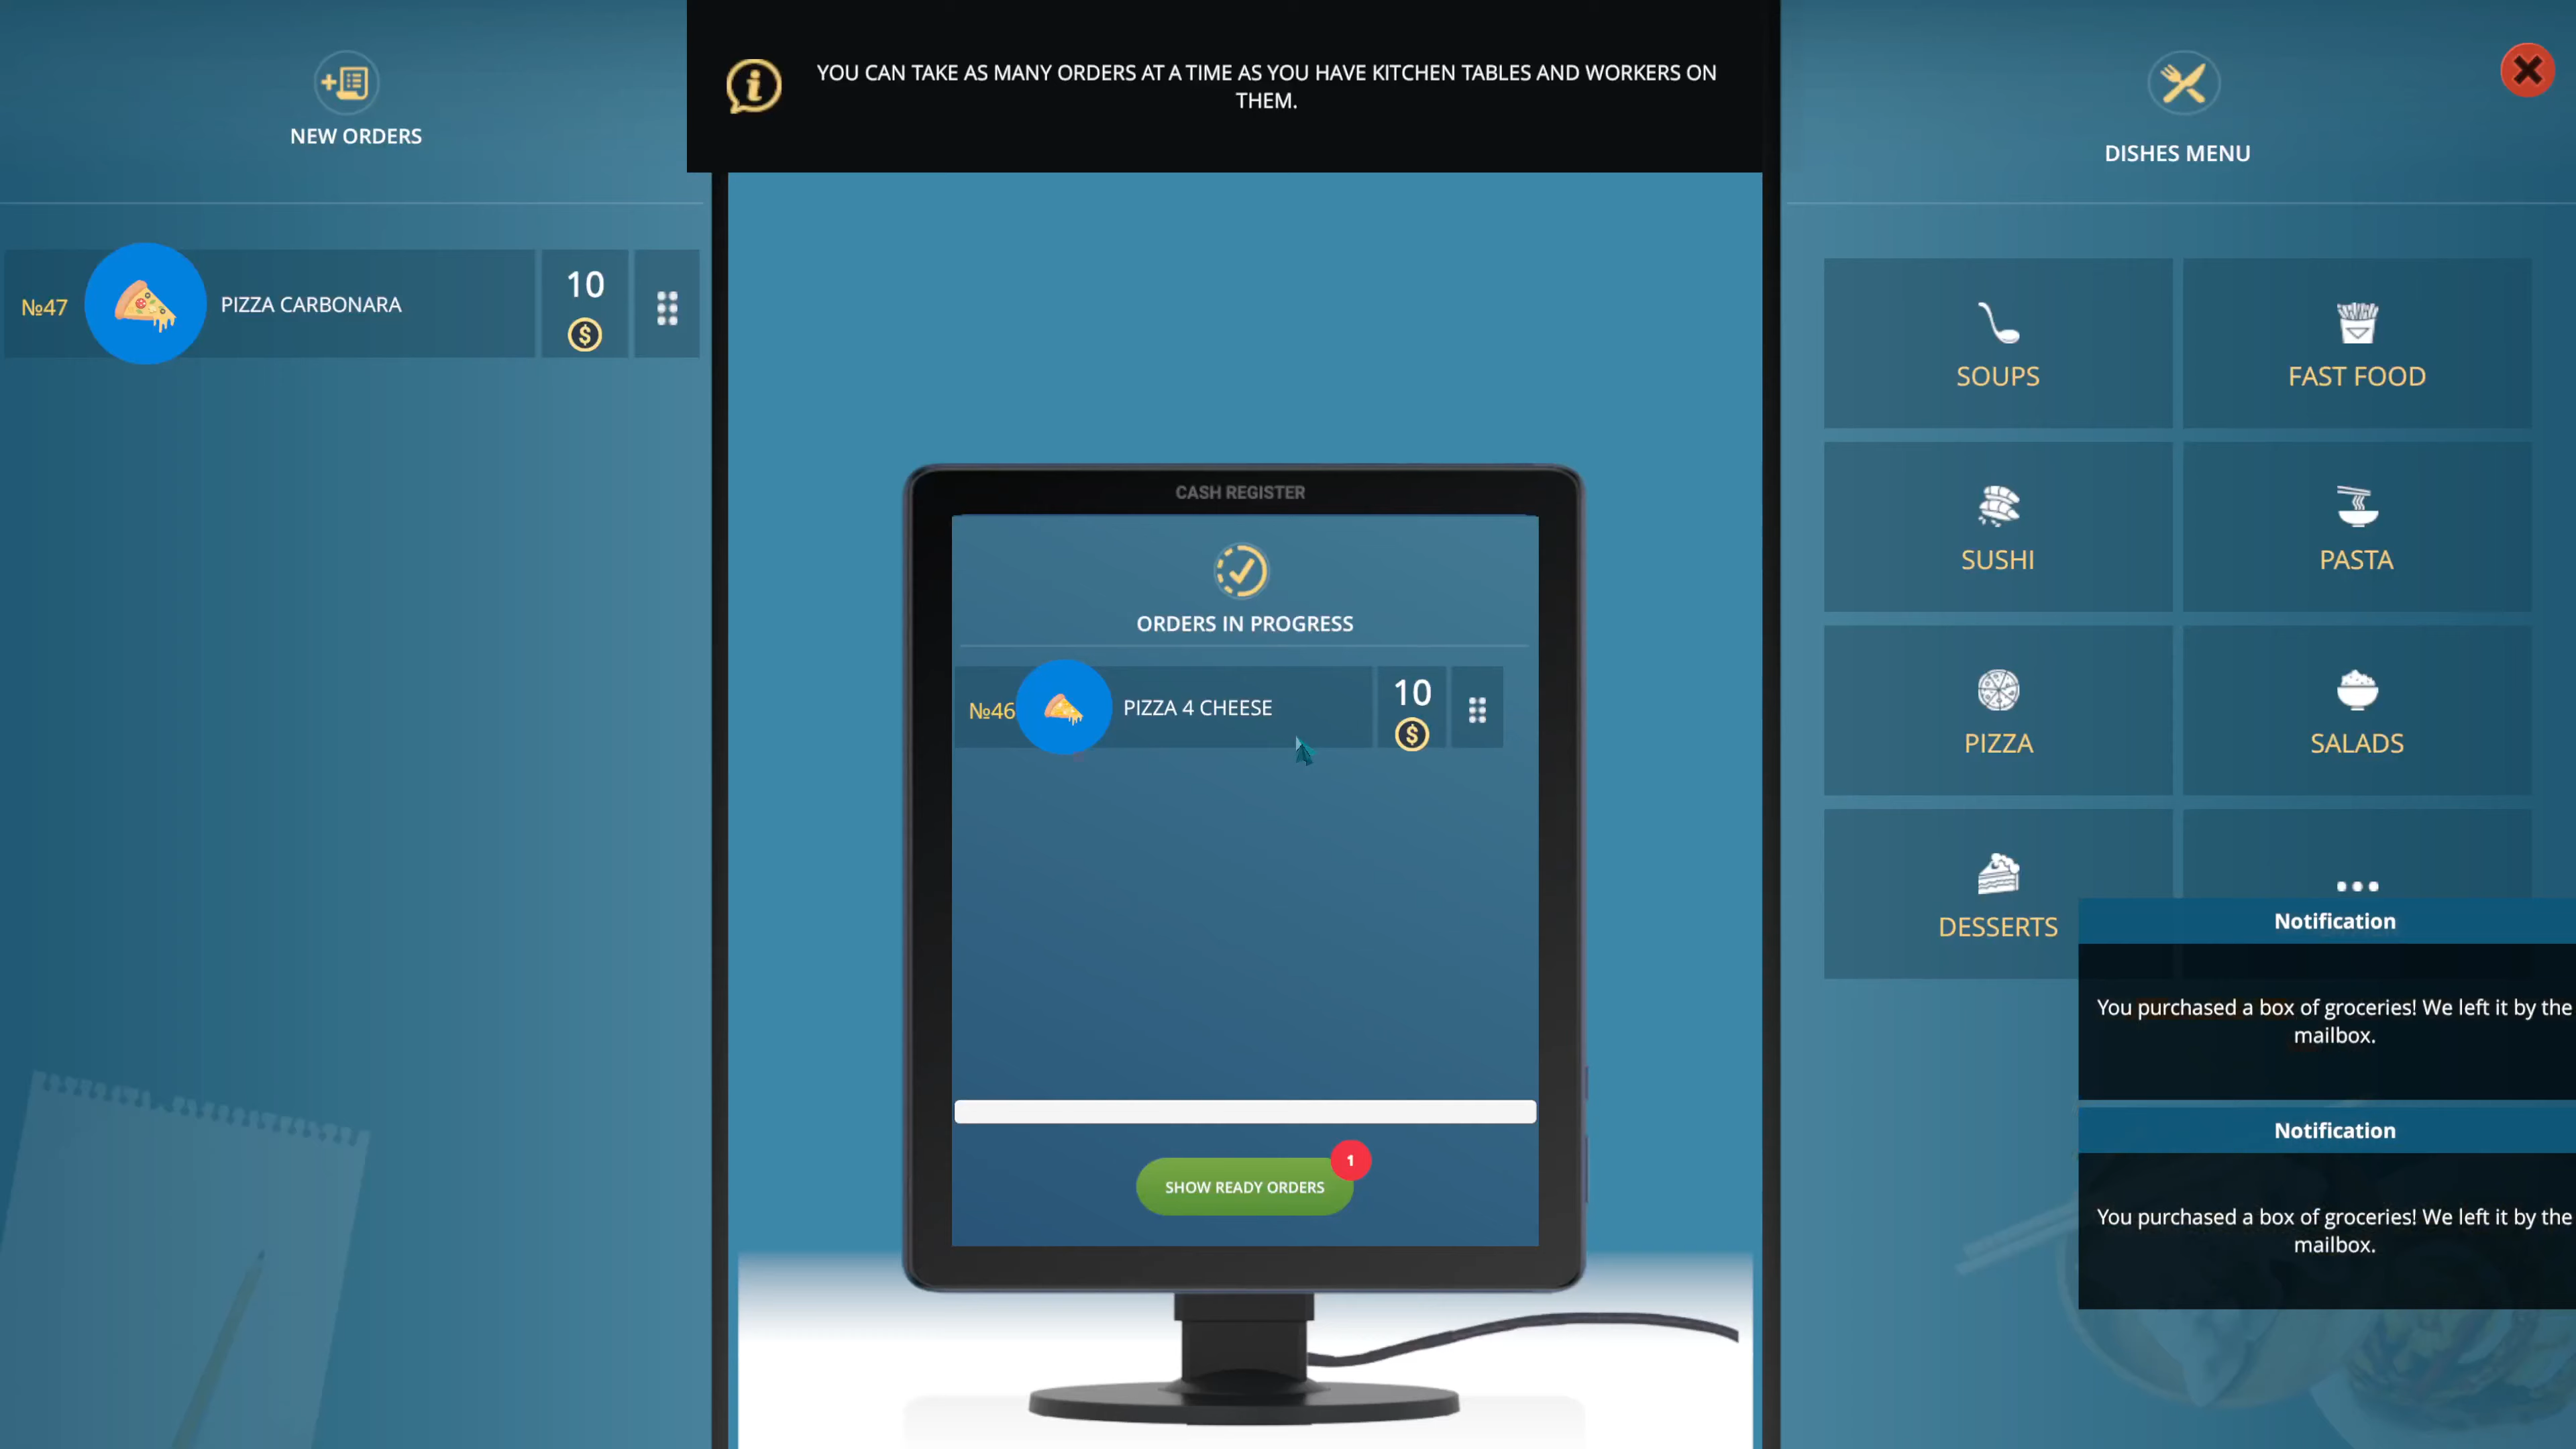 NEW ORDERS
№47
PIZZA CARBONARA
10
YOU CAN TAKE AS MANY ORDERS AT A TIME AS YOU HAVE KITCHEN TABLES AND WORKERS ON
THEM.
CASH REGISTER
ORDERS IN PROGRESS
№46
PIZZA 4 CHEESE
10
SHOW READY ORDERS
1
DISHES MENU
SOUPS
FAST FOOD
SUSHI
PASTA
PIZZA
SALADS
DESSERTS
...
Notification
You purchased a box of groceries! We left it by the
mailbox.
Notification
You purchased a box of groceries! We left it by the
mailbox.